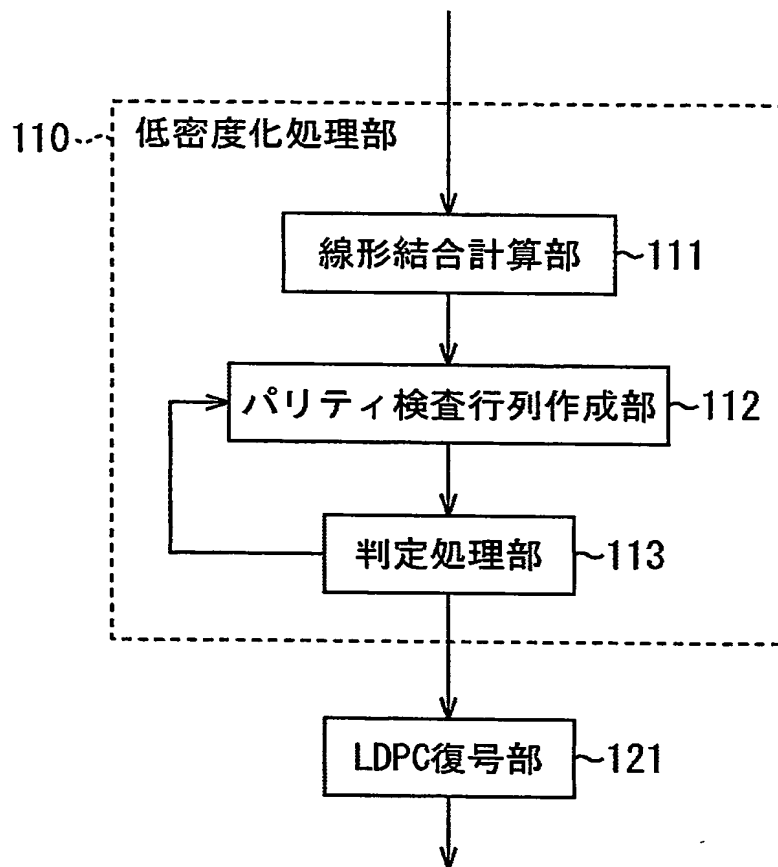 110 低密度化処理部
線形結合計算部 ~111
パリティ検査行列作成部 ~112
判定処理部 ~113
LDPC復号部 ~121